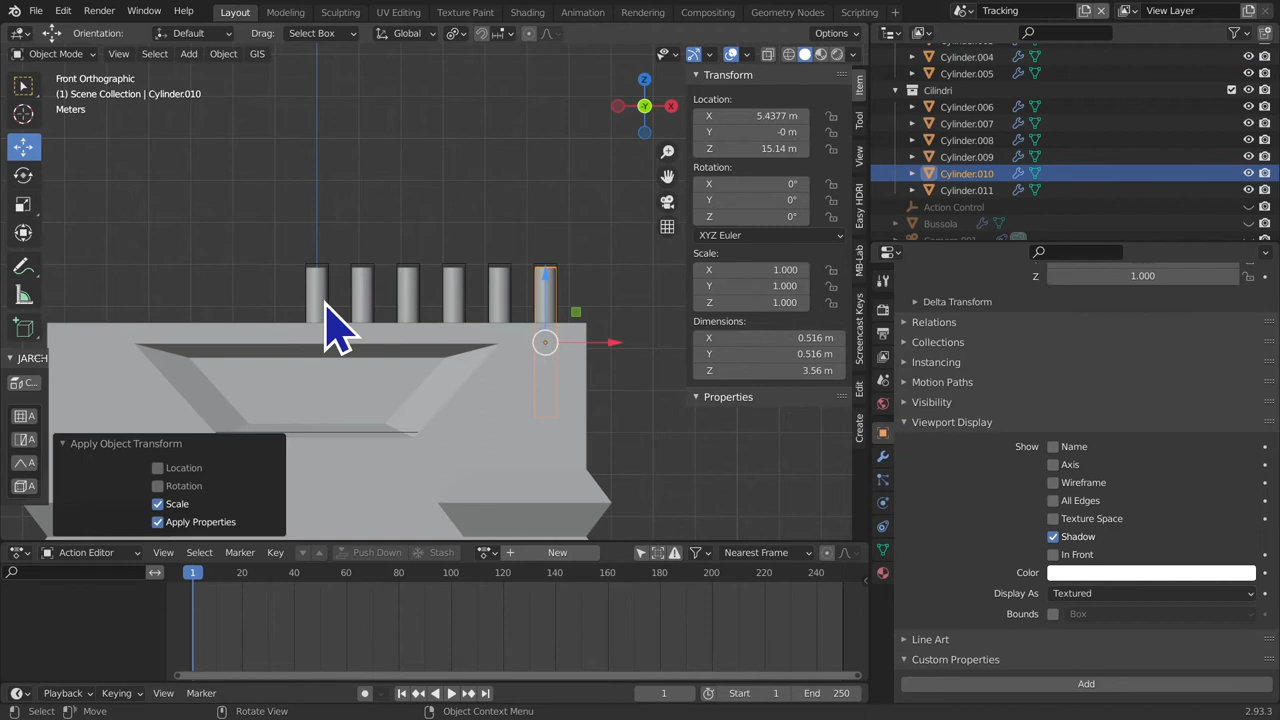 File Edit Render Window Help Layout Modeling Sculpting UV Editing Texture Paint Shading Animation Rendering Compositing Geometry Nodes Scripting Tracking View Layer
Orientation: Default Drag: Select Box Global Options
Object Mode View Select Add Object GIS
Front Orthographic
(1) Scene Collection | Cylinder.010
Meters
Z
X
-Y
JARCH
C...
A
A
A
A
Apply Object Transform
Location
Rotation
Scale
Apply Properties
Transform
Location:
X 5.4377 m
Y -0 m
Z 15.14 m
Rotation:
X 0°
Y 0°
Z 0°
XYZ Euler
Scale:
X 1.000
Y 1.000
Z 1.000
Dimensions:
X 0.516 m
Y 0.516 m
Z 3.56 m
Properties
Item
Tool
View
Easy HDRI
MB-Lab
Screencast Keys
Edit
Create
Cylinder.004
Cylinder.005
Cilindri
Cylinder.006
Cylinder.007
Cylinder.008
Cylinder.009
Cylinder.010
Cylinder.011
Action Control
Bussola
Z 1.000
Delta Transform
Relations
Collections
Instancing
Motion Paths
Visibility
Viewport Display
Show Name
Axis
Wireframe
All Edges
Texture Space
Shadow
In Front
Color
Display As Textured
Bounds Box
Line Art
Custom Properties
Add
Action Editor View Select Marker Key Push Down Stash New Nearest Frame
1 20 40 60 80 100 120 140 160 180 200 220 240
Playback Keying View Marker 1 Start 1 End 250
Select Move Rotate View Object Context Menu 2.93.3